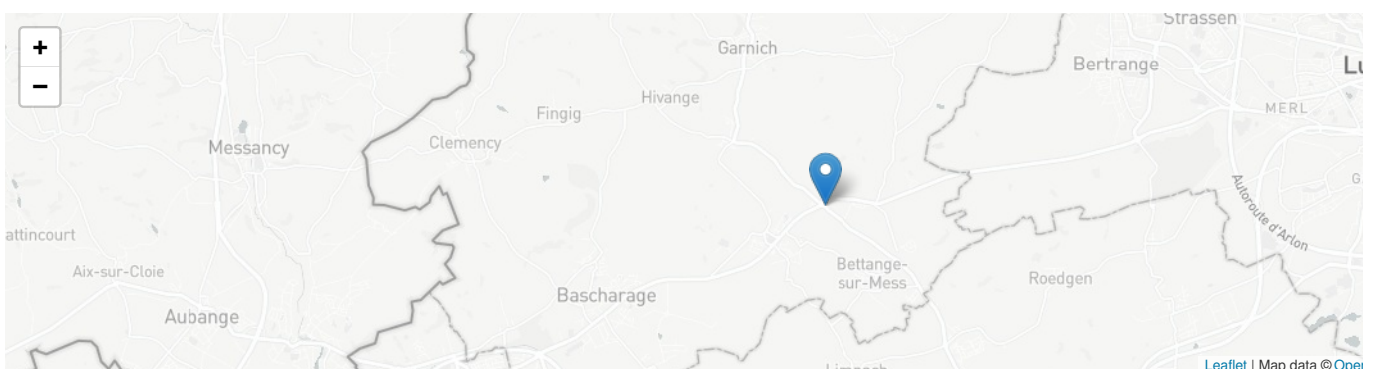 +
−
Strassen
Garnich
Bertrange
Lu
Hivange
MERL
Fingig
Clemency
Messancy
G
Autoroute d'Arlon
attincourt
Bettange-
sur-Mess
Aix-sur-Cloie
Roedgen
Bascharage
Aubange
Leaflet | Map data © Oper